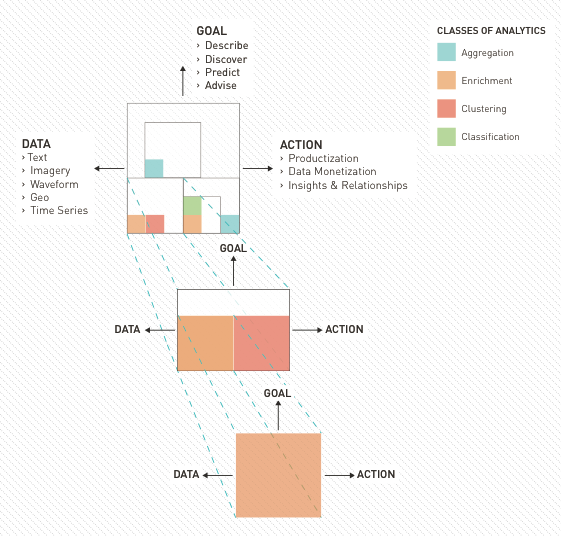 GOAL
› Describe
› Discover
› Predict
› Advise
CLASSES OF ANALYTICS
Aggregation
Enrichment
Clustering
Classification
DATA
› Text
› Imagery
› Waveform
› Geo
› Time Series
ACTION
› Productization
› Data Monetization
› Insights & Relationships
GOAL
DATA
ACTION
GOAL
DATA
ACTION